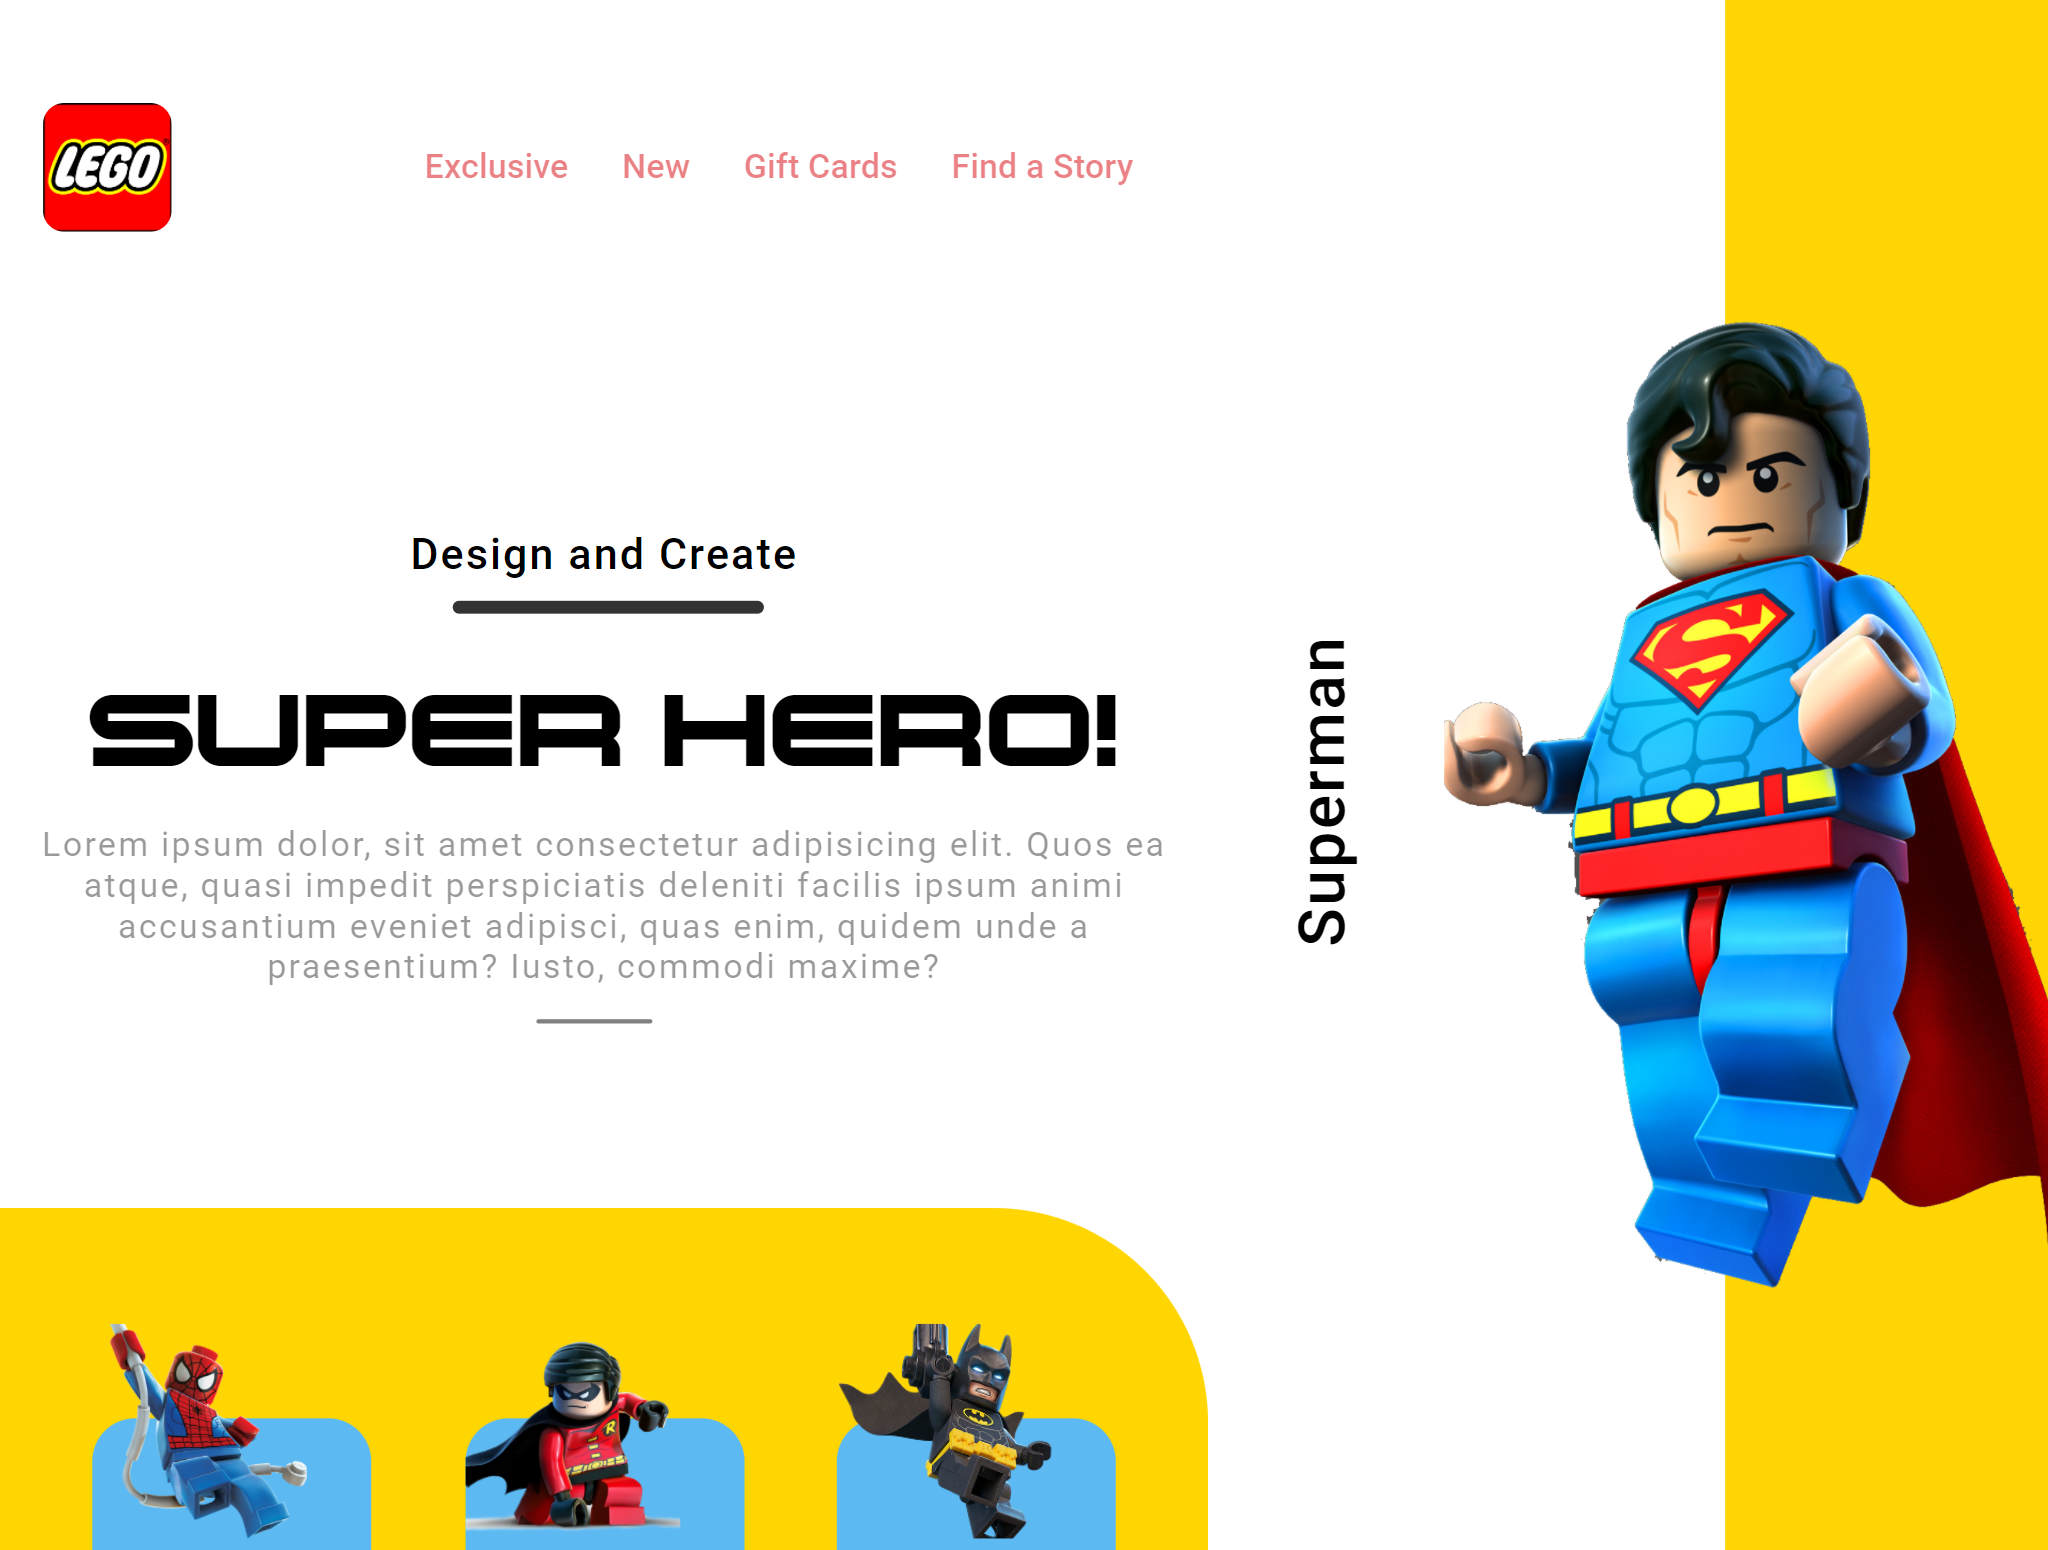 LEGO
Exclusive New Gift Cards Find a Story
Design and Create
SUPER HERO!
Lorem ipsum dolor, sit amet consectetur adipisicing elit. Quos ea
atque, quasi impedit perspiciatis deleniti facilis ipsum animi
accusantium eveniet adipisci, quas enim, quidem unde a
praesentium? Iusto, commodi maxime?
Superman
S
R